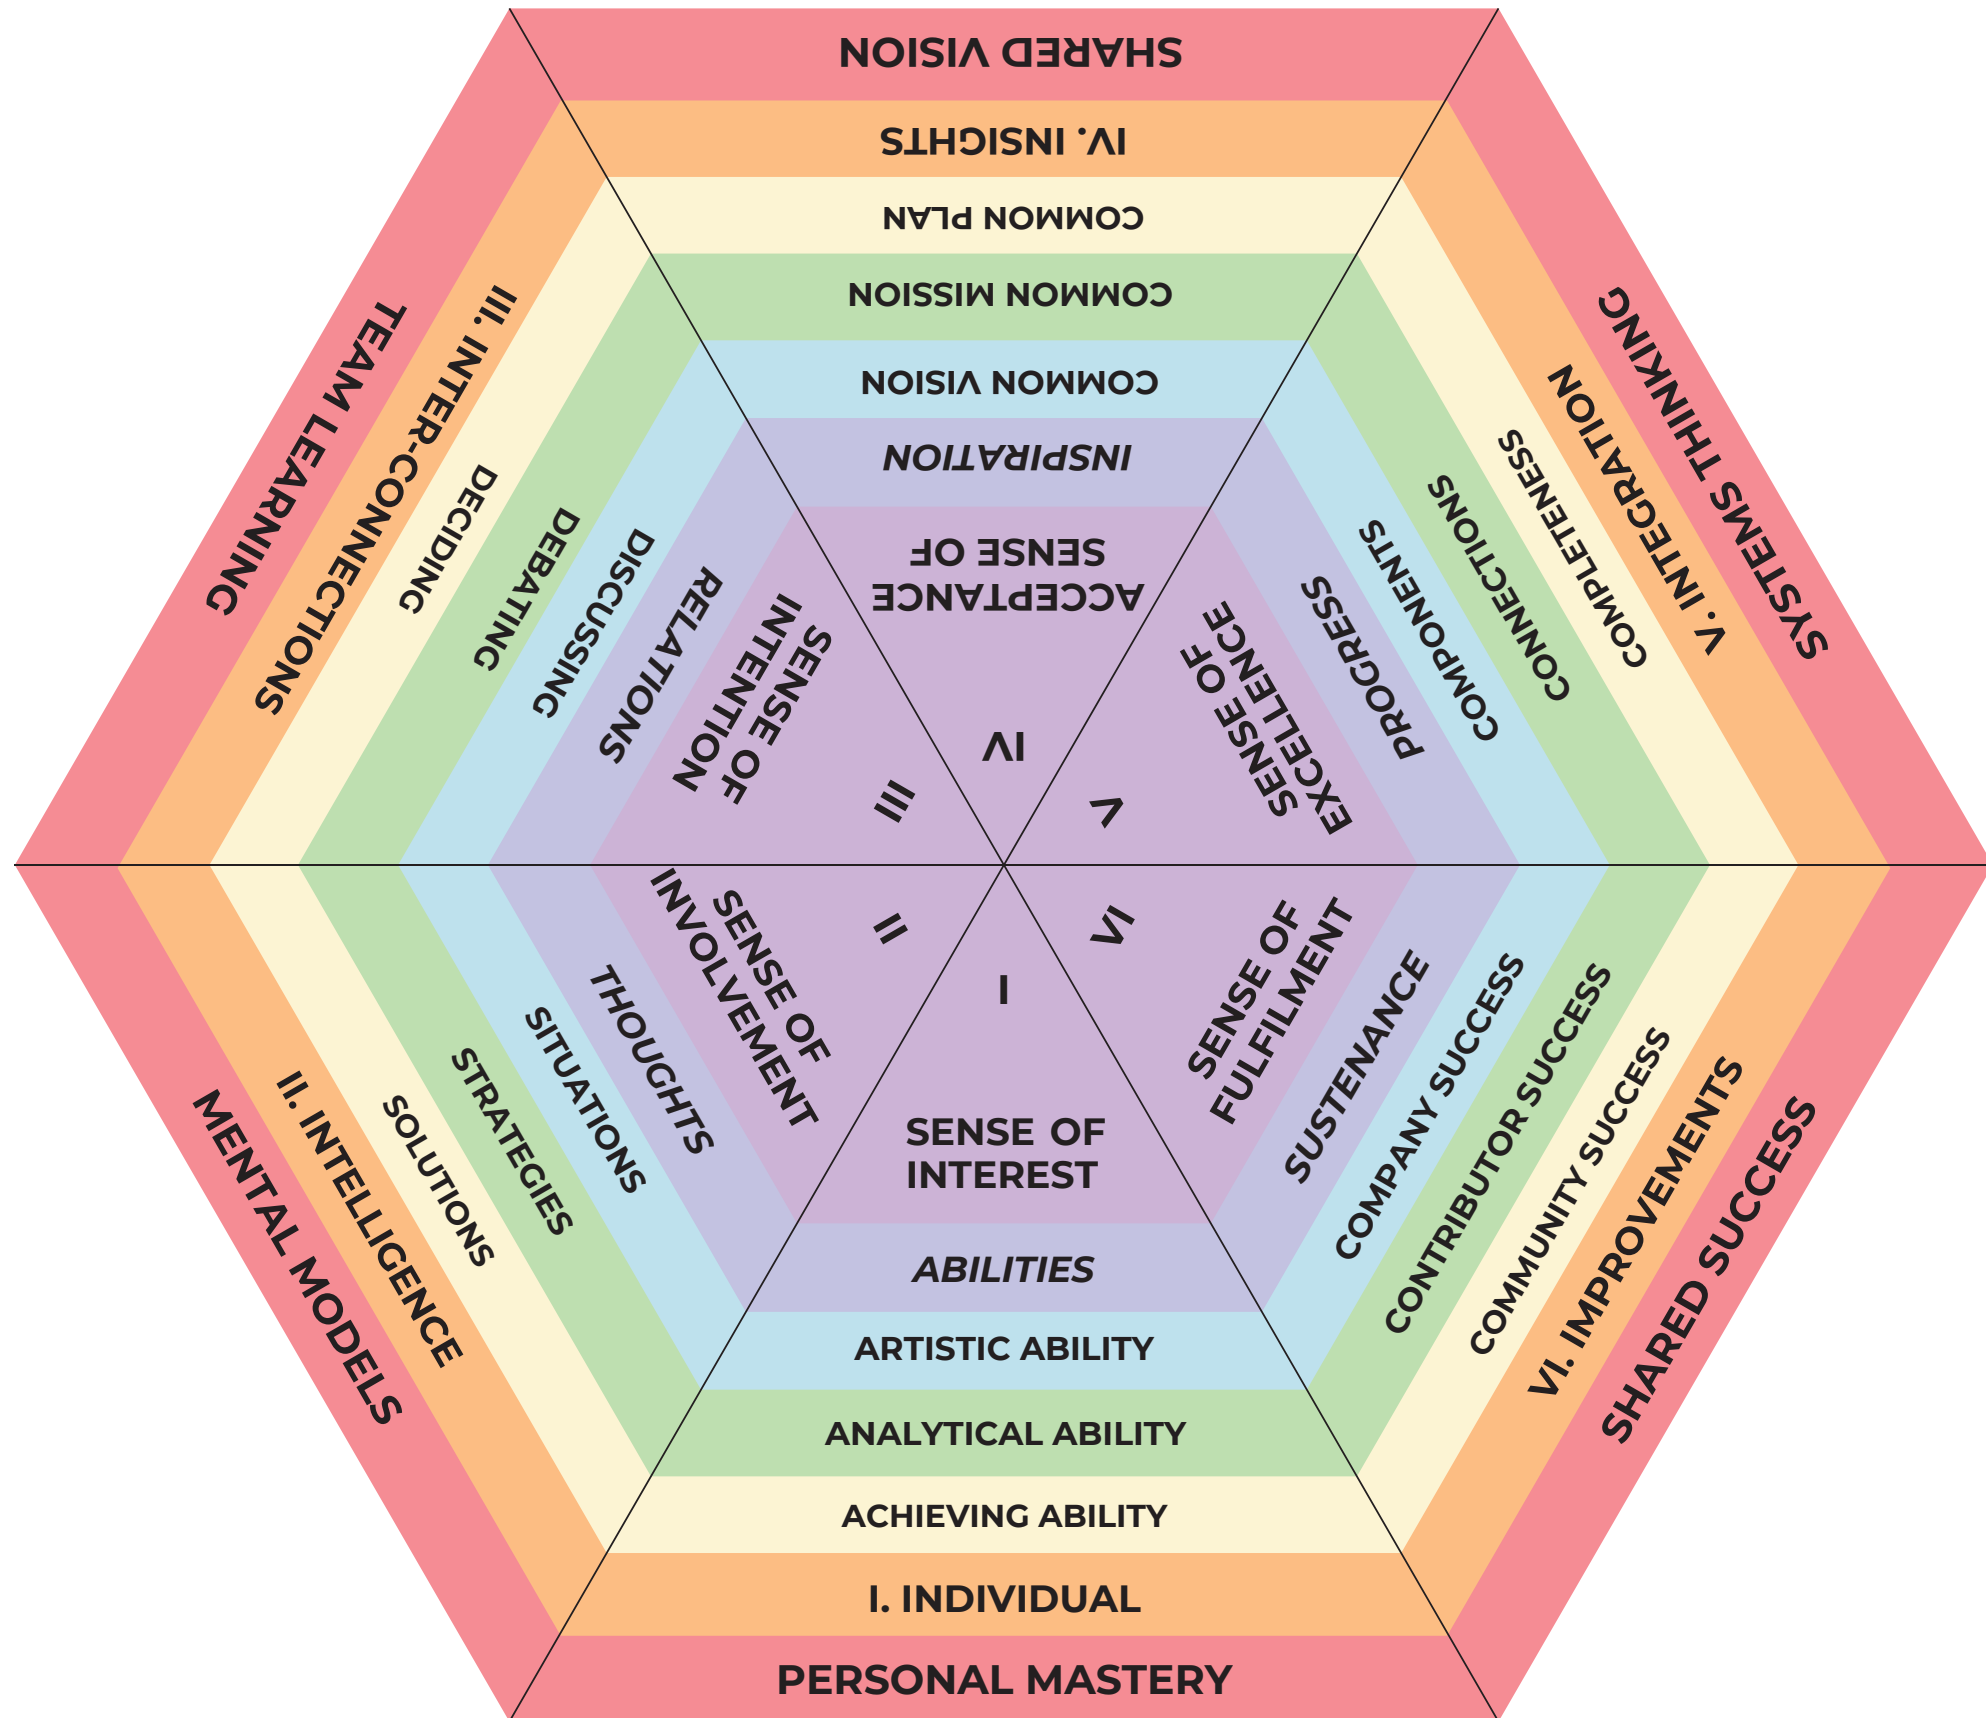 PERSONAL MASTERY
I. INDIVIDUAL
ACHIEVING ABILITY
ANALYTICAL ABILITY
ARTISTIC ABILITY
ABILITIES
SENSE OF
INTEREST
I
MENTAL MODELS
II. INTELLIGENCE
SOLUTIONS
STRATEGIES
SITUATIONS
THOUGHTS
SENSE OF
INVOLVEMENT
II
TEAM LEARNING
III. INTER-CONNECTIONS
DECIDING
DEBATING
DISCUSSING
RELATIONS
SENSE OF
INTENTION
III
SHARED VISION
IV. INSIGHTS
COMMON PLAN
COMMON MISSION
COMMON VISION
INSPIRATION
SENSE OF
ACCEPTANCE
IV
SYSTEMS THINKING
V. INTEGRATION
COMPLETENESS
CONNECTIONS
COMPONENTS
PROGRESS
SENSE OF
EXCELLENCE
V
SHARED SUCCESS
VI. IMPROVEMENTS
COMMUNITY SUCCESS
CONTRIBUTOR SUCCESS
COMPANY SUCCESS
SUSTENANCE
SENSE OF
FULFILMENT
VI